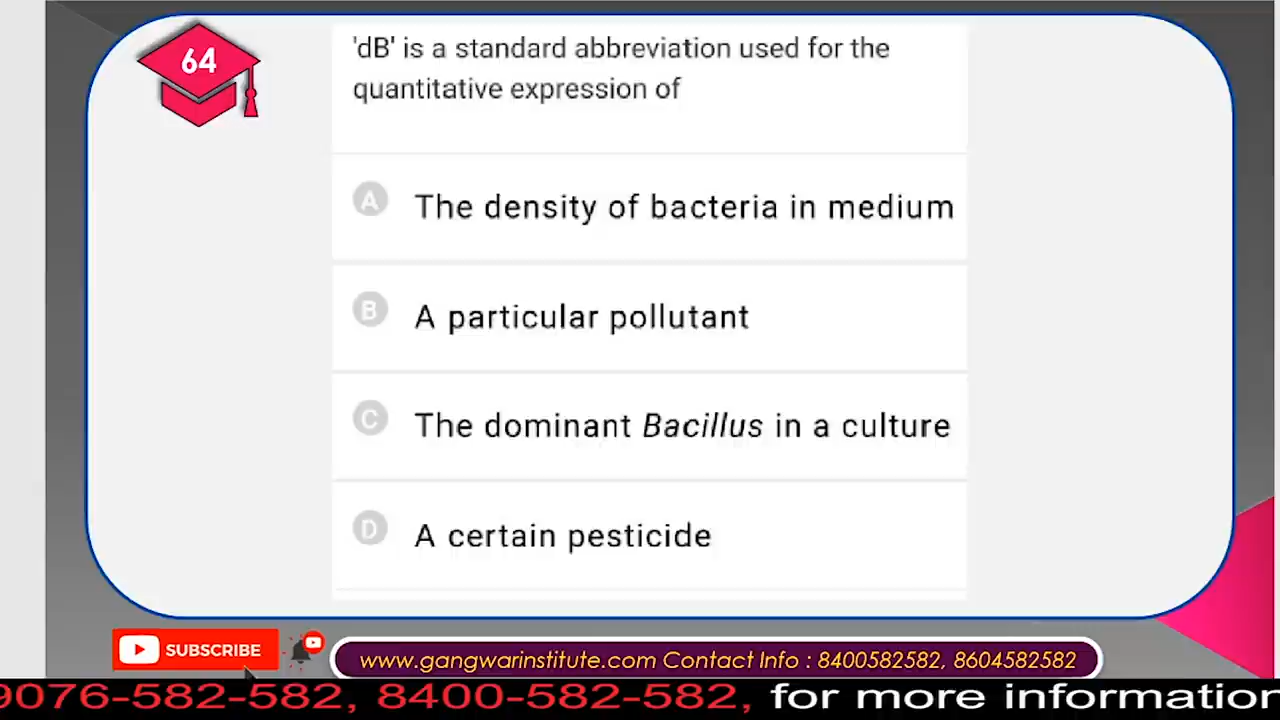 64
'dB' is a standard abbreviation used for the
quantitative expression of
A The density of bacteria in medium
B A particular pollutant
C The dominant Bacillus in a culture
D A certain pesticide
SUBSCRIBE
www.gangwarinstitute.com Contact Info : 8400582582, 8604582582
9076-582-582, 8400-582-582, for more information